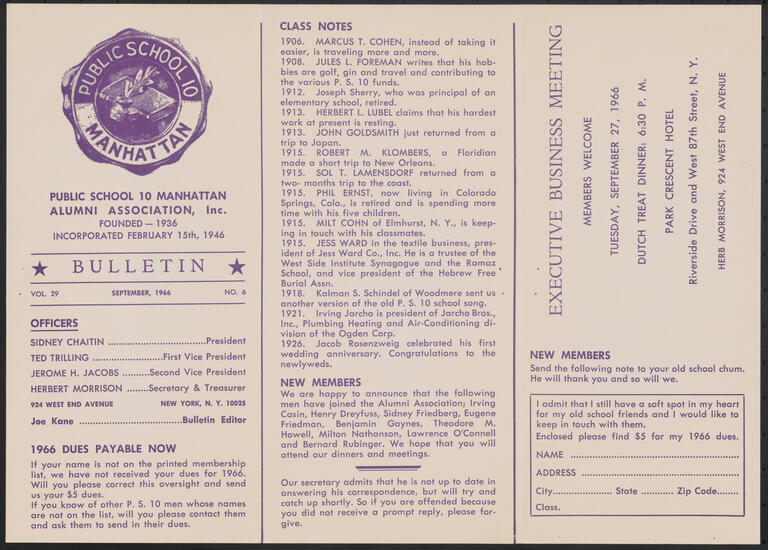 PUBLIC SCHOOL 10
MANHATTAN
PUBLIC SCHOOL 10 MANHATTAN
ALUMNI ASSOCIATION, Inc.
FOUNDED — 1936
INCORPORATED FEBRUARY 15th, 1946
★ BULLETIN ★
VOL. 29 SEPTEMBER, 1966 NO. 6
OFFICERS
SIDNEY CHAITIN ..............................President
TED TRILLING .....................First Vice President
JEROME H. JACOBS .........Second Vice President
HERBERT MORRISON .......Secretary & Treasurer
924 WEST END AVENUE NEW YORK, N. Y. 10025
Joe Kane ...............................Bulletin Editor
1966 DUES PAYABLE NOW
If your name is not on the printed membership
list, we have not received your dues for 1966.
Will you please correct this oversight and send
us your $5 dues.
If you know of other P. S. 10 men whose names
are not on the list, will you please contact them
and ask them to send in their dues.
CLASS NOTES
1906. MARCUS T. COHEN, instead of taking it
easier, is traveling more and more.
1908. JULES L. FOREMAN writes that his hob-
bies are golf, gin and travel and contributing to
the various P. S. 10 funds.
1912. Joseph Sherry, who was principal of an
elementary school, retired.
1913. HERBERT L. LUBEL claims that his hardest
work at present is resting.
1913. JOHN GOLDSMITH just returned from a
trip to Japan.
1915. ROBERT M. KLOMBERS, a Floridian
made a short trip to New Orleans.
1915. SOL T. LAMENSDORF returned from a
two- months trip to the coast.
1915. PHIL ERNST, now living in Colorado
Springs, Colo., is retired and is spending more
time with his five children.
1915. MILT COHN of Elmhurst, N. Y., is keep-
ing in touch with his classmates.
1915. JESS WARD in the textile business, pres-
ident of Jess Ward Co., Inc. He is a trustee of the
West Side Institute Synagogue and the Ramaz
School, and vice president of the Hebrew Free
Burial Assn.
1918. Kalman S. Schindel of Woodmere sent us
another version of the old P. S. 10 school song.
1921. Irving Jarcho is president of Jarcho Bros.,
Inc., Plumbing Heating and Air-Conditioning di-
vision of the Ogden Corp.
1926. Jacob Rosenzweig celebrated his first
wedding anniversary. Congratulations to the
newlyweds.
NEW MEMBERS
We are happy to announce that the following
men have joined the Alumni Association; Irving
Casin, Henry Dreyfuss, Sidney Friedberg, Eugene
Friedman, Benjamin Gaynes, Theodore M.
Howell, Milton Nathanson, Lawrence O'Connell
and Bernard Rubinger. We hope that you will
attend our dinners and meetings.
Our secretary admits that he is not up to date in
answering his correspondence, but will try and
catch up shortly. So if you are offended because
you did not receive a prompt reply, please for-
give.
EXECUTIVE BUSINESS MEETING
MEMBERS WELCOME
TUESDAY, SEPTEMBER 27, 1966
DUTCH TREAT DINNER: 6:30 P. M.
PARK CRESCENT HOTEL
Riverside Drive and West 87th Street, N. Y.
HERB MORRISON, 924 WEST END AVENUE
NEW MEMBERS
Send the following note to your old school chum.
He will thank you and so will we.
I admit that I still have a soft spot in my heart
for my old school friends and I would like to
keep in touch with them.
Enclosed please find $5 for my 1966 dues.
NAME ..............................................
ADDRESS ............................................
City.................. State .......... Zip Code.......
Class.